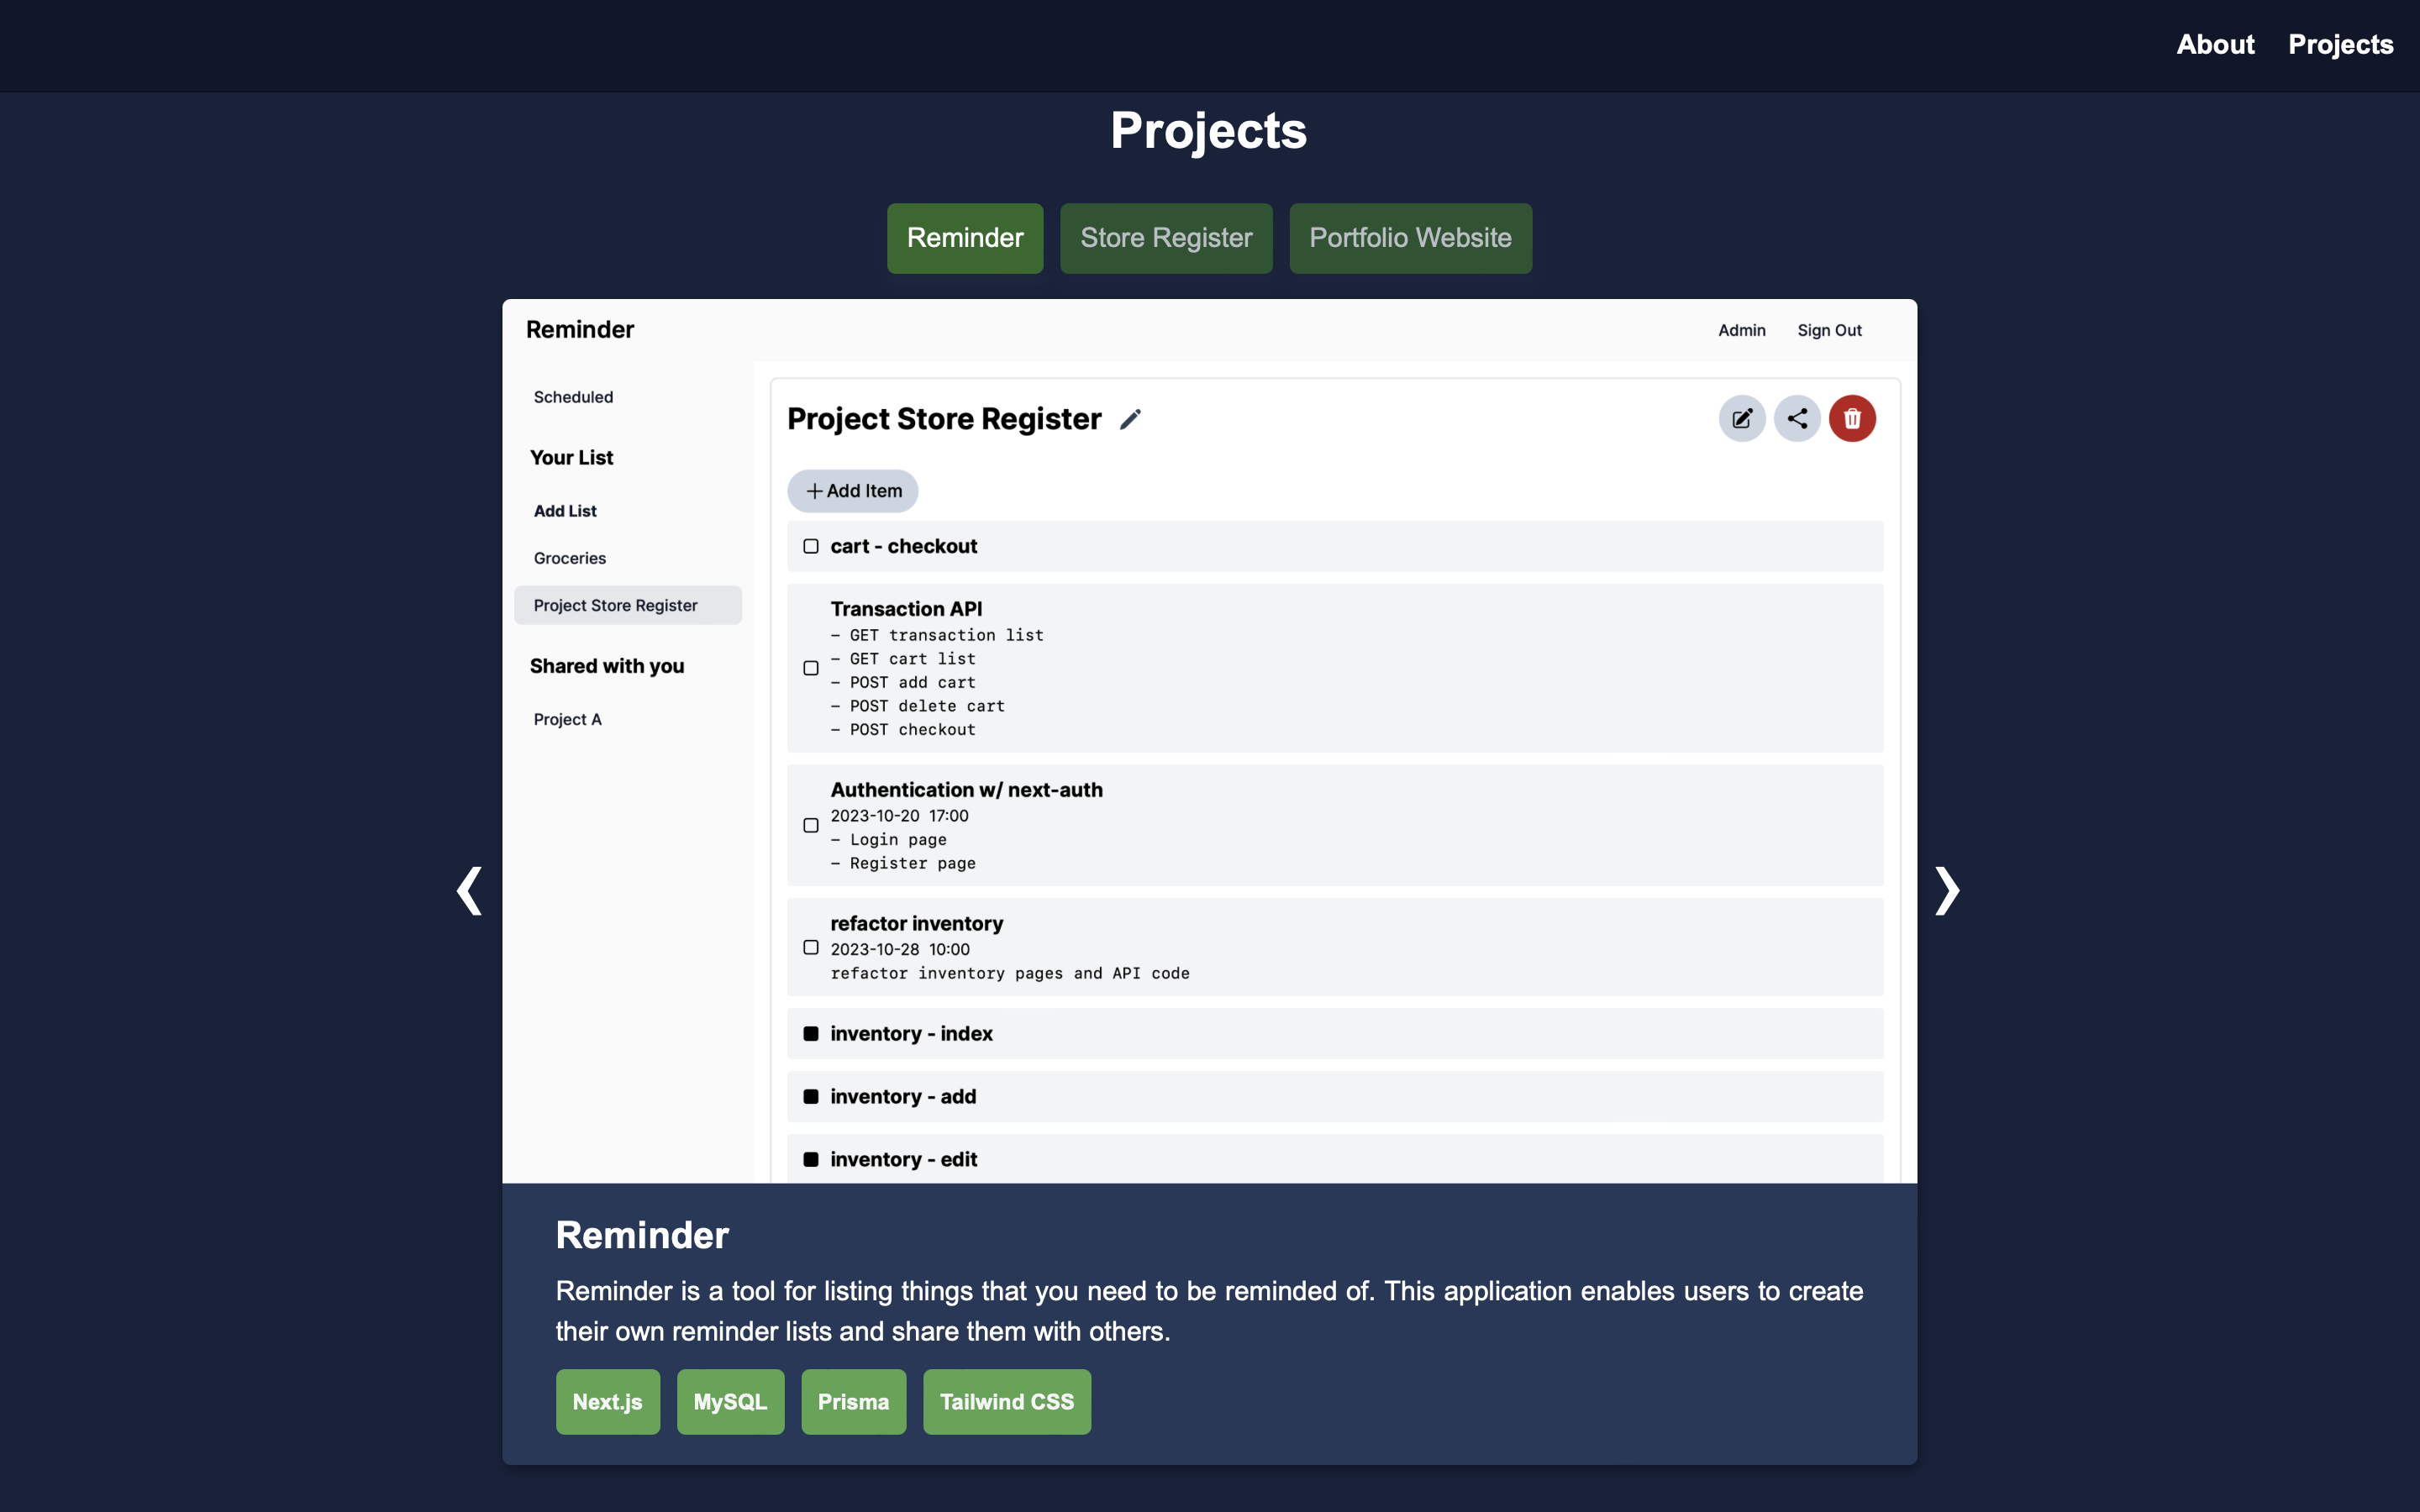 About Projects
Projects
Reminder Store Register Portfolio Website
Reminder
Admin Sign Out
Scheduled
Your List
Add List
Groceries
Project Store Register
Shared with you
Project A
Project Store Register
+ Add Item
cart - checkout
Transaction API
– GET transaction list
– GET cart list
– POST add cart
– POST delete cart
– POST checkout
Authentication w/ next-auth
2023-10-20 17:00
– Login page
– Register page
refactor inventory
2023-10-28 10:00
refactor inventory pages and API code
inventory - index
inventory - add
inventory - edit
Reminder
Reminder is a tool for listing things that you need to be reminded of. This application enables users to create
their own reminder lists and share them with others.
Next.js MySQL Prisma Tailwind CSS